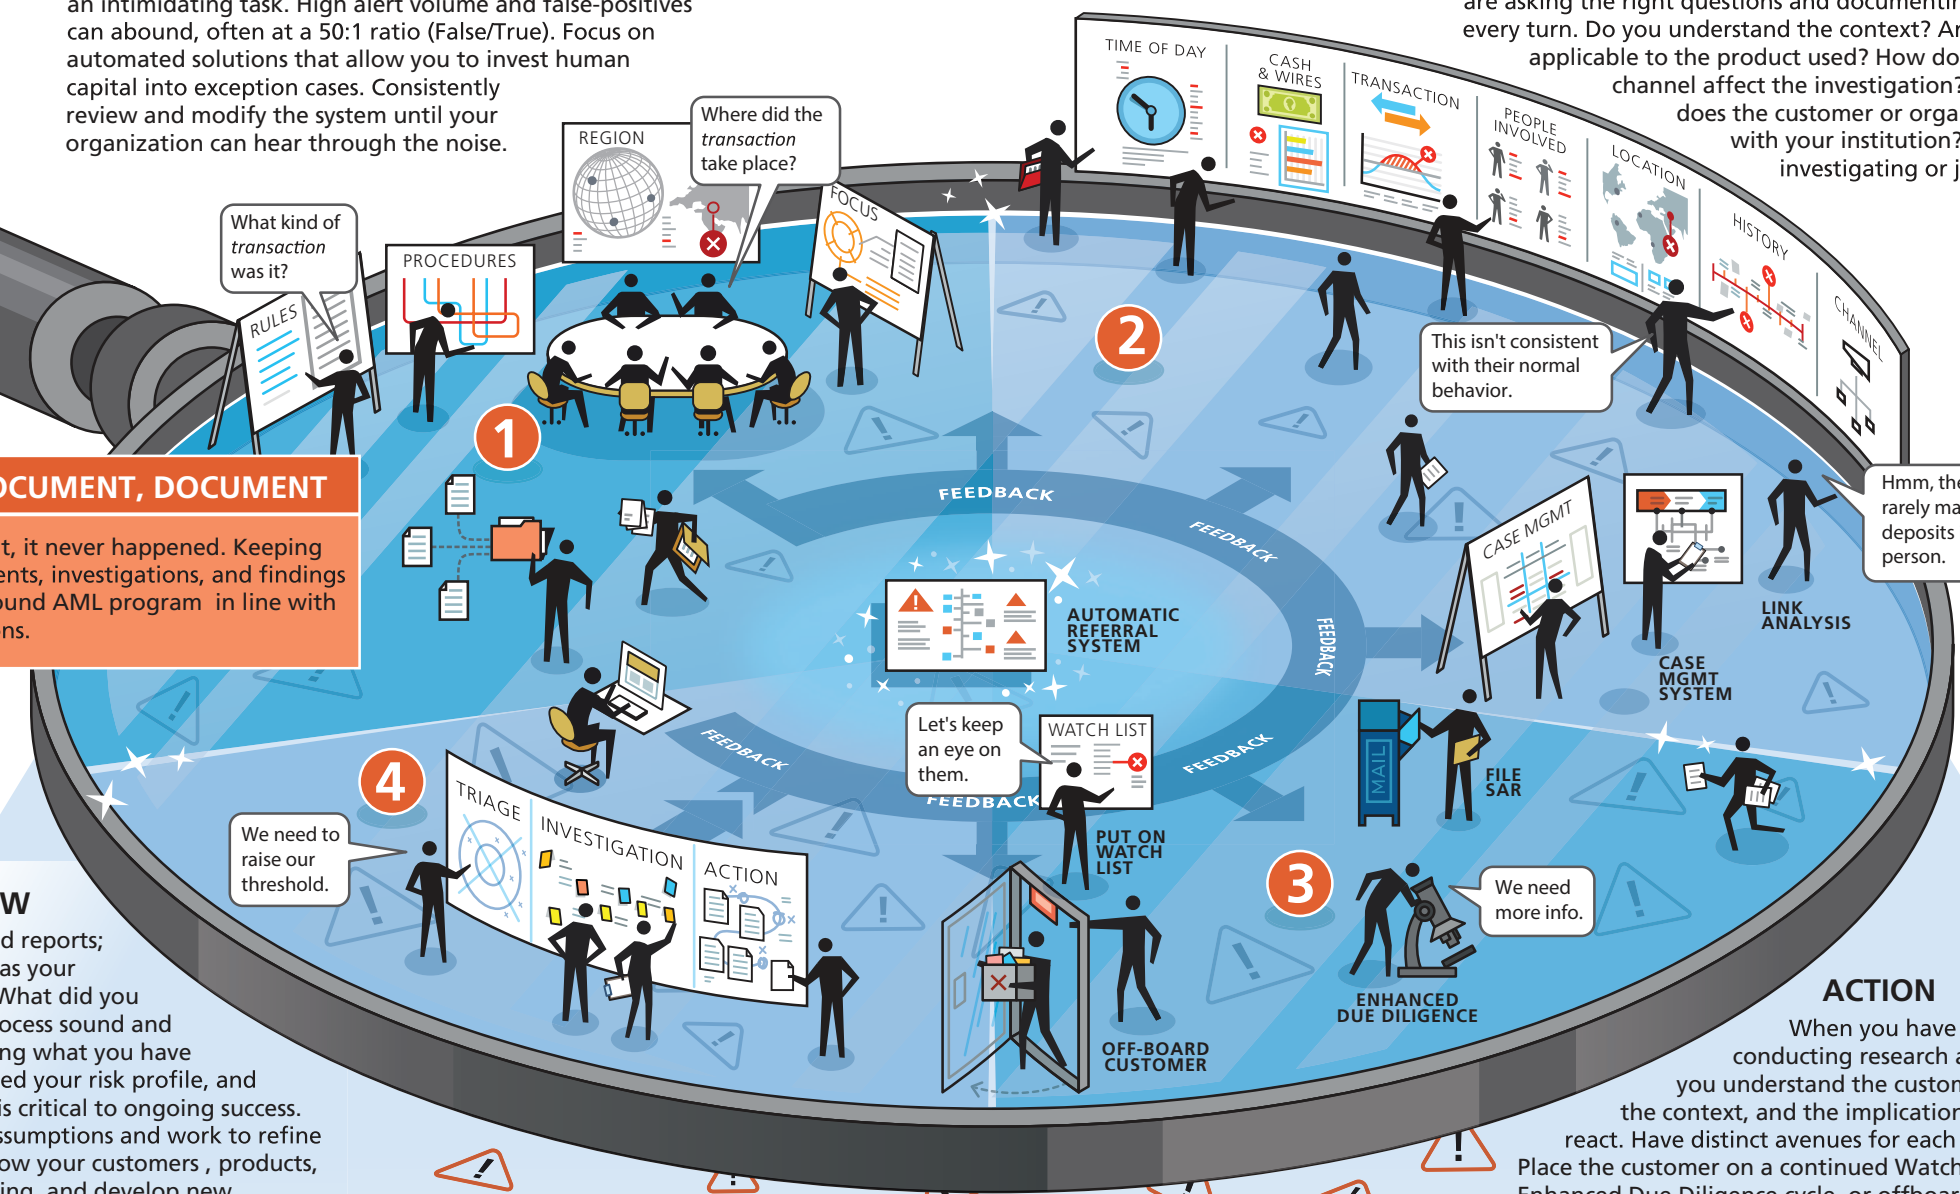 an intimidating task. High alert volume and false-positives
can abound, often at a 50:1 ratio (False/True). Focus on
automated solutions that allow you to invest human
capital into exception cases. Consistently
review and modify the system until your
organization can hear through the noise.
are asking the right questions and documentin
every turn. Do you understand the context? Ar
applicable to the product used? How do
channel affect the investigation?
does the customer or orga
with your institution?
investigating or j
What kind of
transaction
was it?
RULES
PROCEDURES
REGION
Where did the
transaction
take place?
FOCUS
TIME OF DAY
CASH
& WIRES
TRANSACTION
PEOPLE
INVOLVED
LOCATION
HISTORY
CHANNEL
1
2
This isn't consistent
with their normal
behavior.
OCUMENT, DOCUMENT
t, it never happened. Keeping
ents, investigations, and findings
ound AML program in line with
ons.
FEEDBACK
FEEDBACK
FEEDBACK
FEEDBACK
FEEDBACK
FEEDBACK
AUTOMATIC
REFERRAL
SYSTEM
CASE MGMT
CASE
MGMT
SYSTEM
LINK
ANALYSIS
Hmm, the
rarely ma
deposits
person.
Let's keep
an eye on
them.
WATCH LIST
PUT ON
WATCH
LIST
MAIL
FILE
SAR
3
We need
more info.
ENHANCED
DUE DILIGENCE
OFF-BOARD
CUSTOMER
4
We need to
raise our
threshold.
TRIAGE
INVESTIGATION
ACTION
W
d reports;
as your
What did you
ocess sound and
ng what you have
ed your risk profile, and
is critical to ongoing success.
ssumptions and work to refine
ow your customers , products,
ing, and develop new
ACTION
When you have
conducting research a
you understand the custom
the context, and the implication
react. Have distinct avenues for each
Place the customer on a continued Watch
Enhanced Due Diligence cycle, or offboar